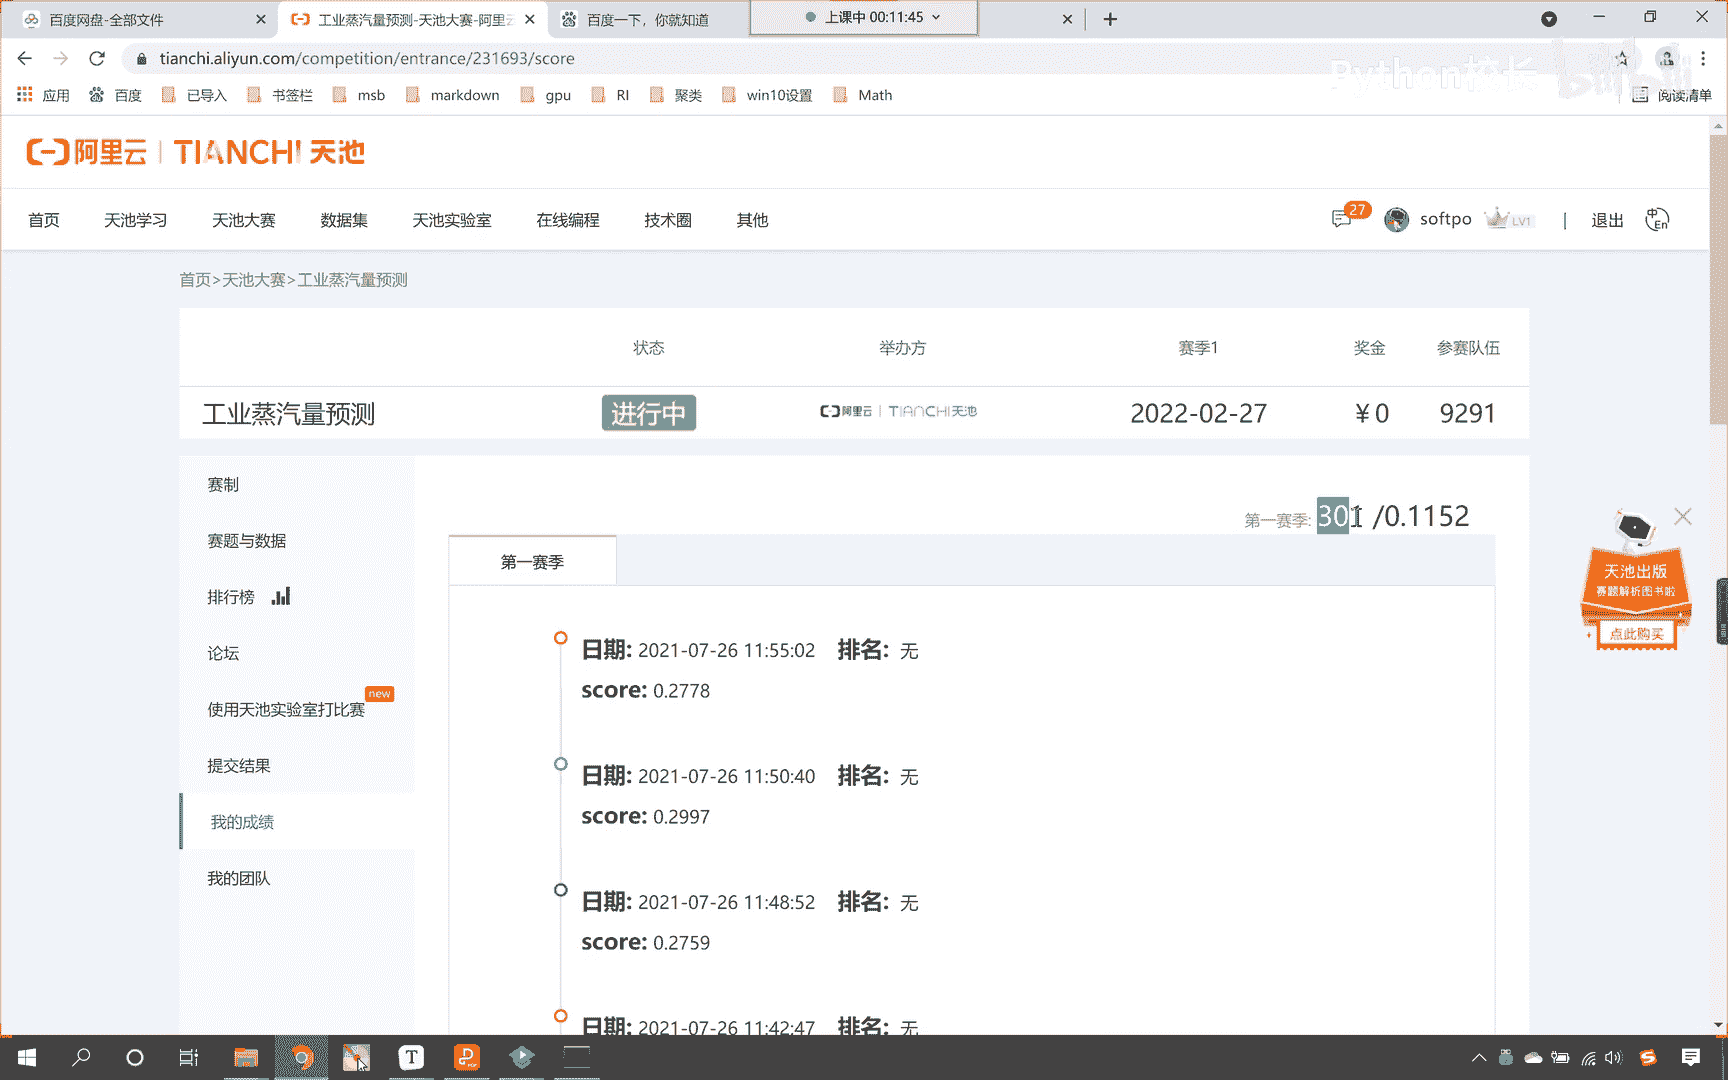 百度网盘-全部文件
工业蒸汽量预测-天池大赛-阿里云
百度一下，你就知道
上课中 00:11:45
tianchi.aliyun.com/competition/entrance/231693/score
Python校长
bilibili
应用 百度 已导入 书签栏 msb markdown gpu RI 聚类 win10设置 Math 阅读清单
阿里云 | TIANCHI 天池
首页 天池学习 天池大赛 数据集 天池实验室 在线编程 技术圈 其他 27 softpo LV1 | 退出 中En
首页>天池大赛>工业蒸汽量预测
状态 举办方 赛季1 奖金 参赛队伍
工业蒸汽量预测 进行中 阿里云 | TIANCHI天池 2022-02-27 ¥0 9291
赛制
赛题与数据
排行榜
论坛
使用天池实验室打比赛 new
提交结果
我的成绩
我的团队
第一赛季: 301 /0.1152
第一赛季
日期: 2021-07-26 11:55:02 排名: 无
score: 0.2778
日期: 2021-07-26 11:50:40 排名: 无
score: 0.2997
日期: 2021-07-26 11:48:52 排名: 无
score: 0.2759
日期: 2021-07-26 11:42:47 排名: 无
天池出版
赛题解析图书啦
点此购买